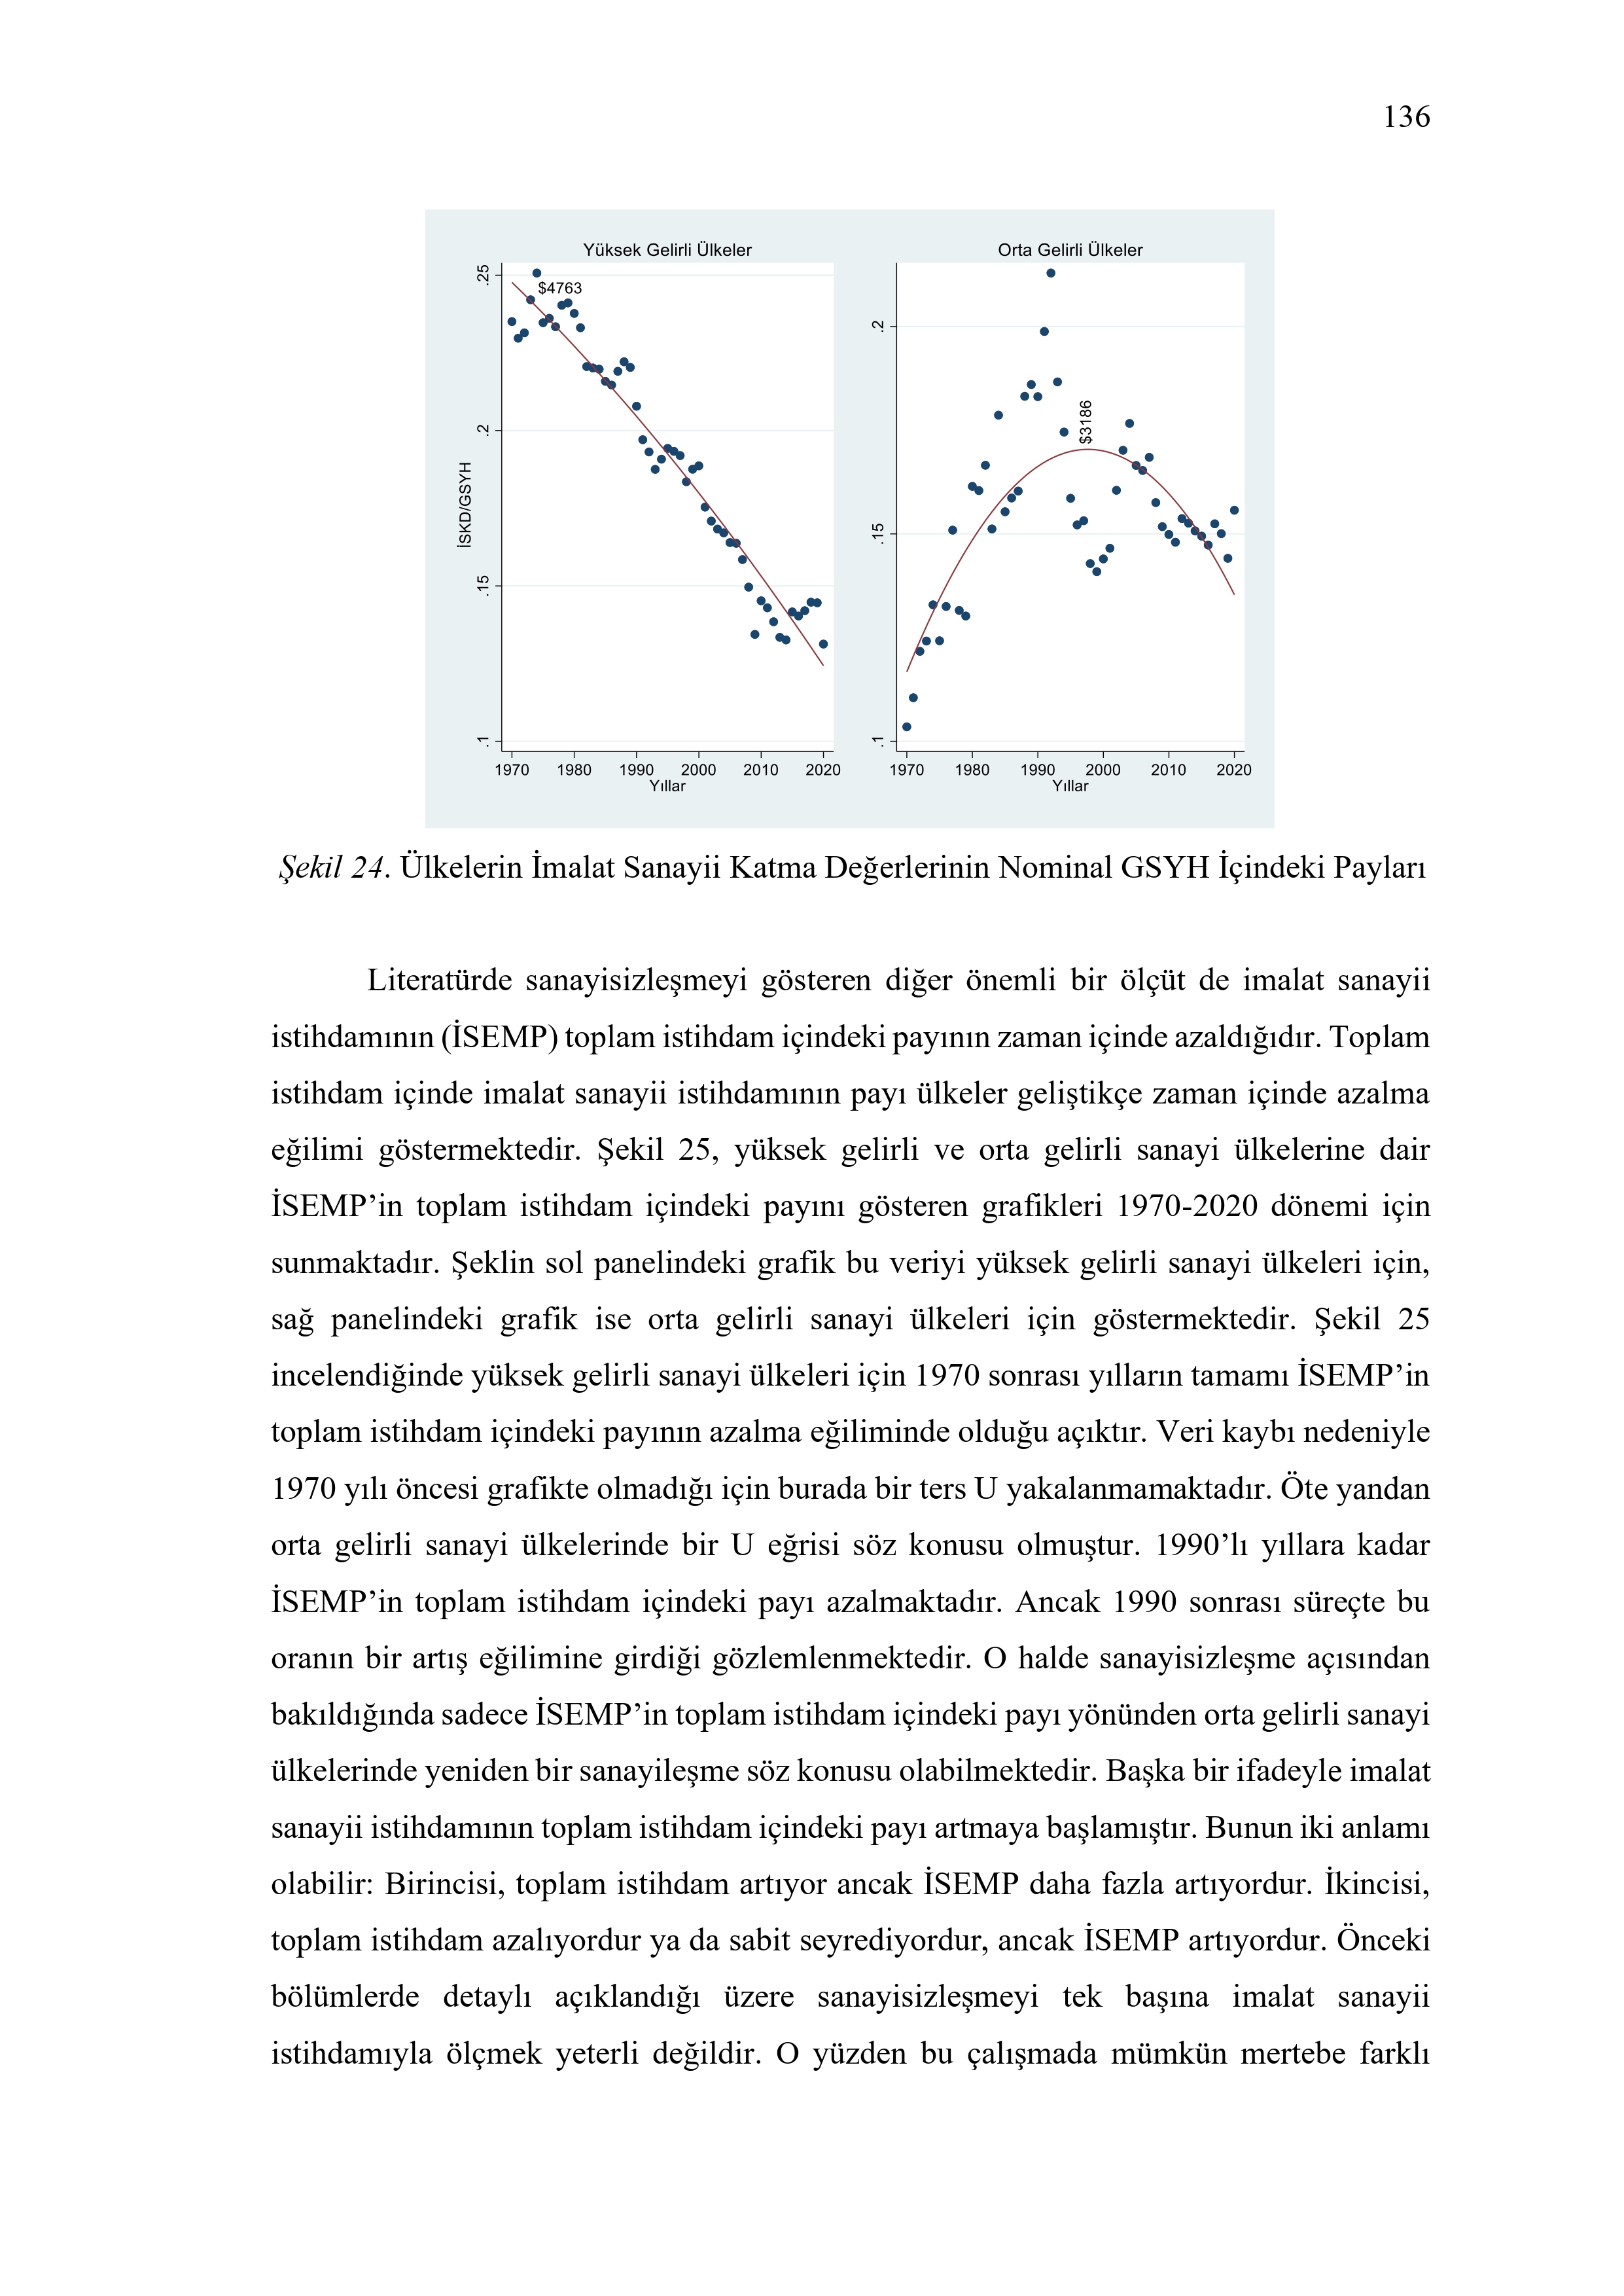 136
Yüksek Gelirli Ülkeler
İSKD/GSYH
.25
.2
.15
.1
$4763
1970 1980 1990 2000 2010 2020
Yıllar
Orta Gelirli Ülkeler
.2
.15
.1
$3186
1970 1980 1990 2000 2010 2020
Yıllar
Şekil 24. Ülkelerin İmalat Sanayii Katma Değerlerinin Nominal GSYH İçindeki Payları
Literatürde sanayisizleşmeyi gösteren diğer önemli bir ölçüt de imalat sanayii
istihdamının (İSEMP) toplam istihdam içindeki payının zaman içinde azaldığıdır. Toplam
istihdam içinde imalat sanayii istihdamının payı ülkeler geliştikçe zaman içinde azalma
eğilimi göstermektedir. Şekil 25, yüksek gelirli ve orta gelirli sanayi ülkelerine dair
İSEMP’in toplam istihdam içindeki payını gösteren grafikleri 1970-2020 dönemi için
sunmaktadır. Şeklin sol panelindeki grafik bu veriyi yüksek gelirli sanayi ülkeleri için,
sağ panelindeki grafik ise orta gelirli sanayi ülkeleri için göstermektedir. Şekil 25
incelendiğinde yüksek gelirli sanayi ülkeleri için 1970 sonrası yılların tamamı İSEMP’in
toplam istihdam içindeki payının azalma eğiliminde olduğu açıktır. Veri kaybı nedeniyle
1970 yılı öncesi grafikte olmadığı için burada bir ters U yakalanmamaktadır. Öte yandan
orta gelirli sanayi ülkelerinde bir U eğrisi söz konusu olmuştur. 1990’lı yıllara kadar
İSEMP’in toplam istihdam içindeki payı azalmaktadır. Ancak 1990 sonrası süreçte bu
oranın bir artış eğilimine girdiği gözlemlenmektedir. O halde sanayisizleşme açısından
bakıldığında sadece İSEMP’in toplam istihdam içindeki payı yönünden orta gelirli sanayi
ülkelerinde yeniden bir sanayileşme söz konusu olabilmektedir. Başka bir ifadeyle imalat
sanayii istihdamının toplam istihdam içindeki payı artmaya başlamıştır. Bunun iki anlamı
olabilir: Birincisi, toplam istihdam artıyor ancak İSEMP daha fazla artıyordur. İkincisi,
toplam istihdam azalıyordur ya da sabit seyrediyordur, ancak İSEMP artıyordur. Önceki
bölümlerde detaylı açıklandığı üzere sanayisizleşmeyi tek başına imalat sanayii
istihdamıyla ölçmek yeterli değildir. O yüzden bu çalışmada mümkün mertebe farklı